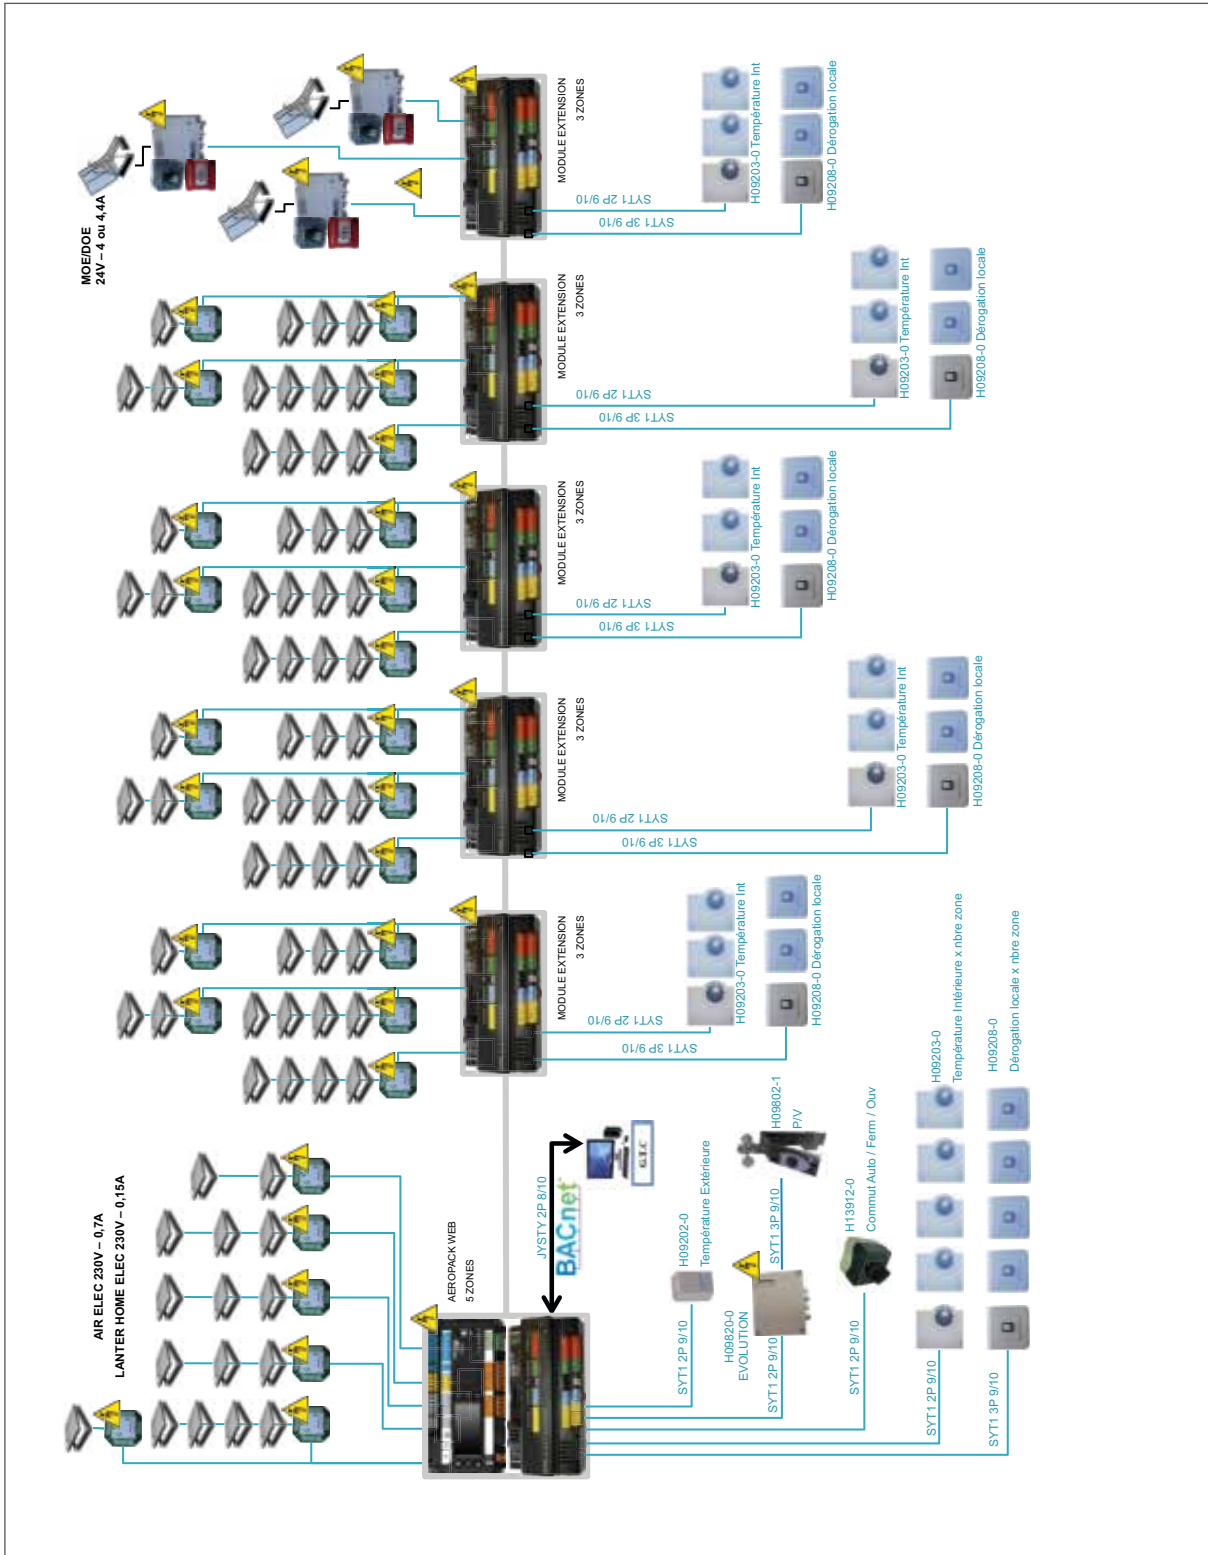 MOE/DOE
24V – 4 ou 4,4A
MODULE EXTENSION
3 ZONES
SYT1 2P 9/10
SYT1 3P 9/10
H09203-0 Température Int
H09208-0 Dérogation locale
MODULE EXTENSION
3 ZONES
SYT1 2P 9/10
SYT1 3P 9/10
H09203-0 Température Int
H09208-0 Dérogation locale
MODULE EXTENSION
3 ZONES
SYT1 2P 9/10
SYT1 3P 9/10
H09203-0 Température Int
H09208-0 Dérogation locale
MODULE EXTENSION
3 ZONES
SYT1 2P 9/10
SYT1 3P 9/10
H09203-0 Température Int
H09208-0 Dérogation locale
MODULE EXTENSION
3 ZONES
SYT1 2P 9/10
SYT1 3P 9/10
H09203-0 Température Int
H09208-0 Dérogation locale
AIR ELEC 230V – 0,7A
LANTER HOME ELEC 230V – 0,15A
AEROPACK WEB
5 ZONES
JYSTY 2P 8/10
BACnet
G.T.C
H09202-0
Température Extérieure
SYT1 2P 9/10
H09802-1
P/V
SYT1 3P 9/10
H09820-0
EVOLUTION
SYT1 2P 9/10
H13912-0
Commut Auto / Ferm / Ouv
SYT1 2P 9/10
H09203-0
Température Intérieure x nbre zone
SYT1 2P 9/10
H09208-0
Dérogation locale x nbre zone
SYT1 3P 9/10